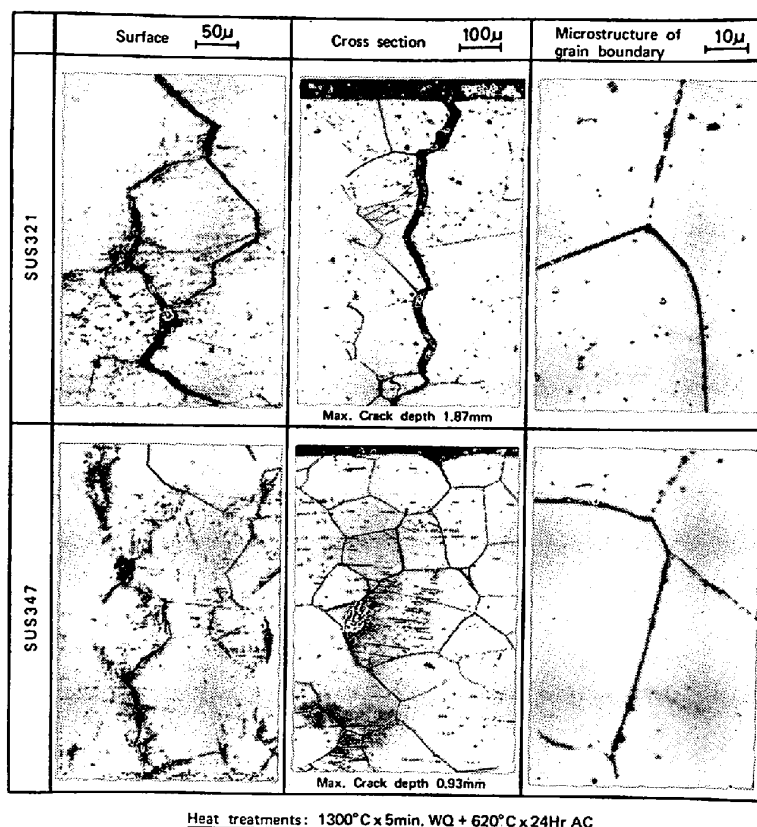 Surface 50µ
Cross section 100µ
Microstructure of
grain boundary 10µ
SUS321
Max. Crack depth 1.87mm
SUS347
Max. Crack depth 0.93mm
Heat treatments: 1300°C x 5min, WQ + 620°C x 24Hr AC